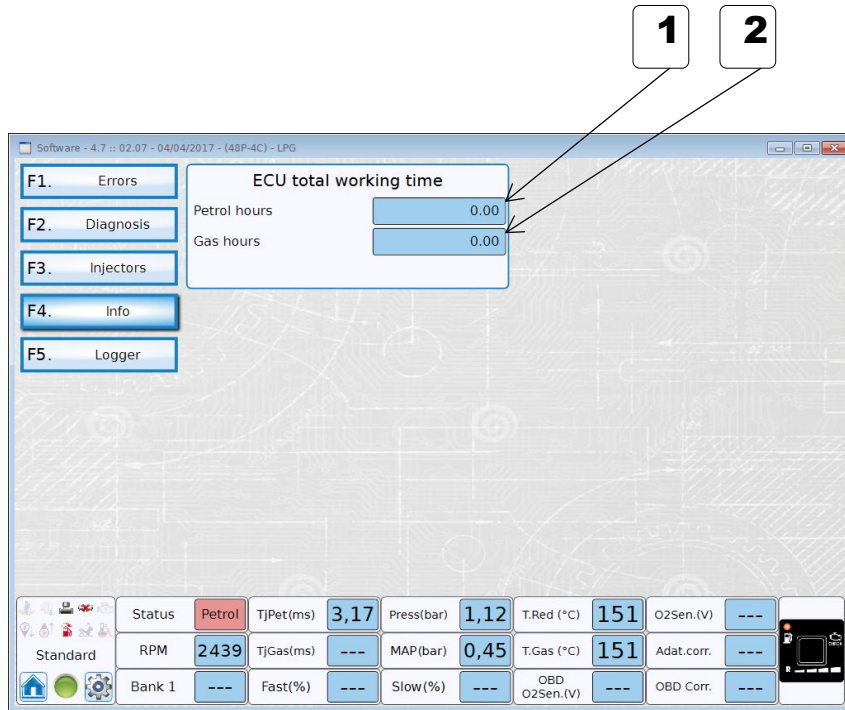 1 2
Software - 4.7 :: 02.07 - 04/04/2017 - (48P-4C) - LPG
F1. Errors
F2. Diagnosis
F3. Injectors
F4. Info
F5. Logger
ECU total working time
Petrol hours 0.00
Gas hours 0.00
Status Petrol TjPet(ms) 3,17 Press(bar) 1,12 T.Red (°C) 151 O2Sen.(V) ---
Standard RPM 2439 TjGas(ms) --- MAP(bar) 0,45 T.Gas (°C) 151 Adat.corr. ---
Bank 1 --- Fast(%) --- Slow(%) --- OBD O2Sen.(V) --- OBD Corr. ---
CHECK
R